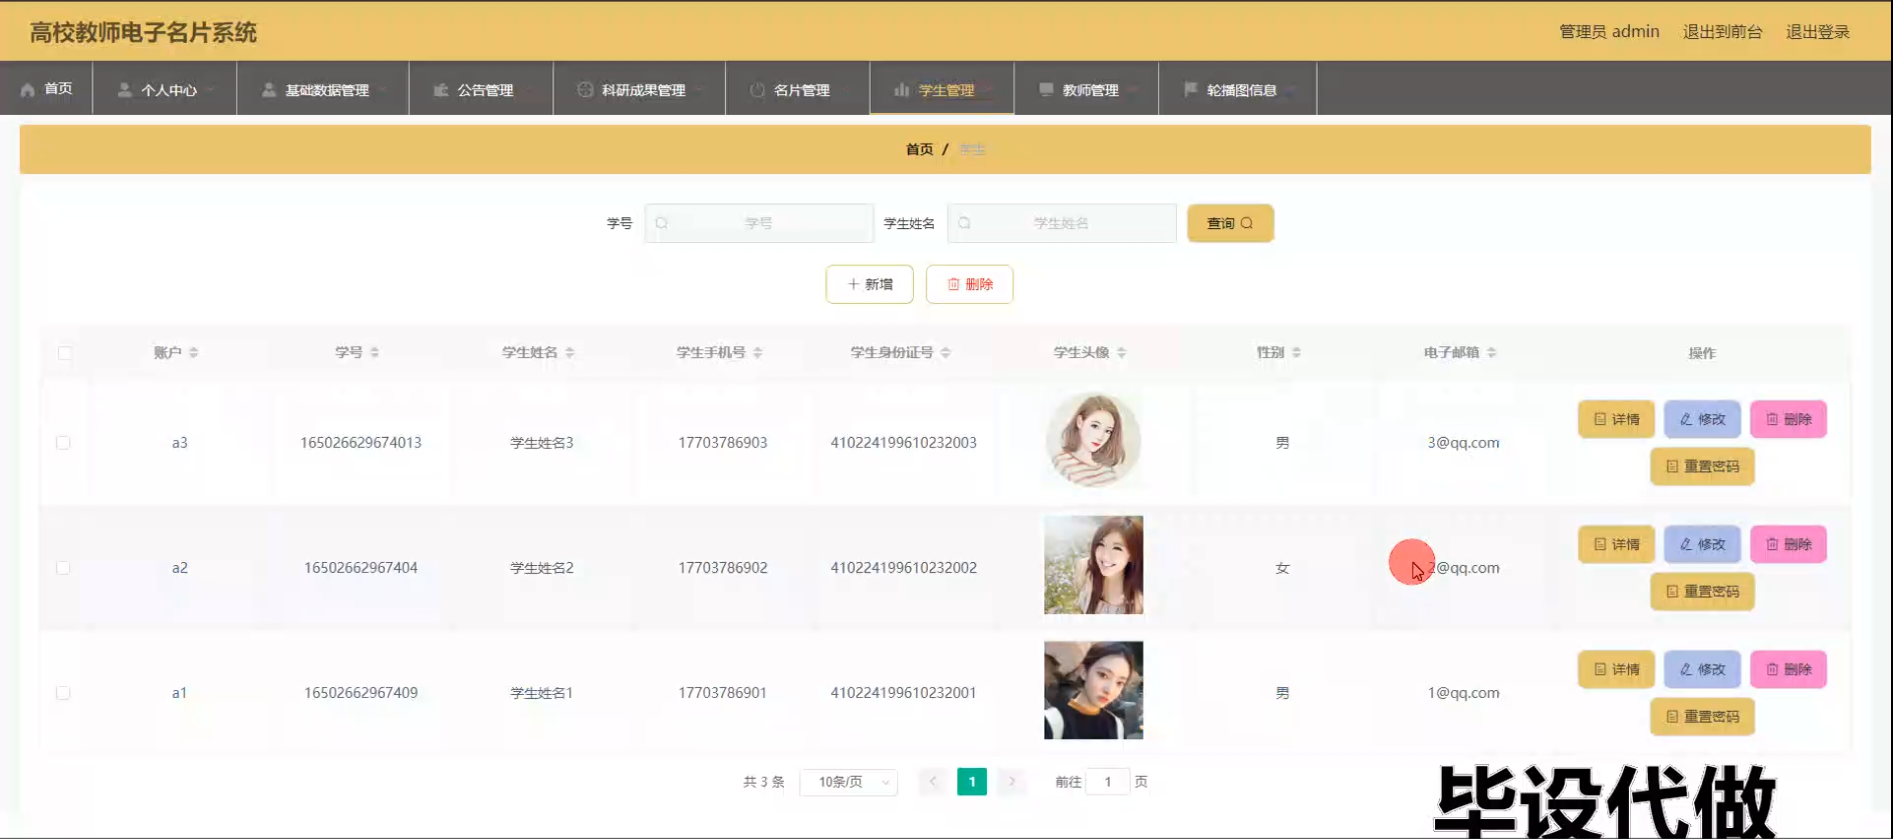 高校教师电子名片系统
管理员 admin 退出到前台 退出登录
首页 个人中心 基础数据管理 公告管理 科研成果管理 名片管理 学生管理 教师管理 轮播图信息
首页 / 学生
学号 学号 学生姓名 学生姓名 查询
新增 删除
账户 学号 学生姓名 学生手机号 学生身份证号 学生头像 性别 电子邮箱 操作
a3 165026629674013 学生姓名3 17703786903 410224199610232003 男 3@qq.com 详情 修改 删除
重置密码
a2 16502662967404 学生姓名2 17703786902 410224199610232002 女 2@qq.com 详情 修改 删除
重置密码
a1 16502662967409 学生姓名1 17703786901 410224199610232001 男 1@qq.com 详情 修改 删除
重置密码
共 3 条 10条/页 1 前往 1 页
毕设代做